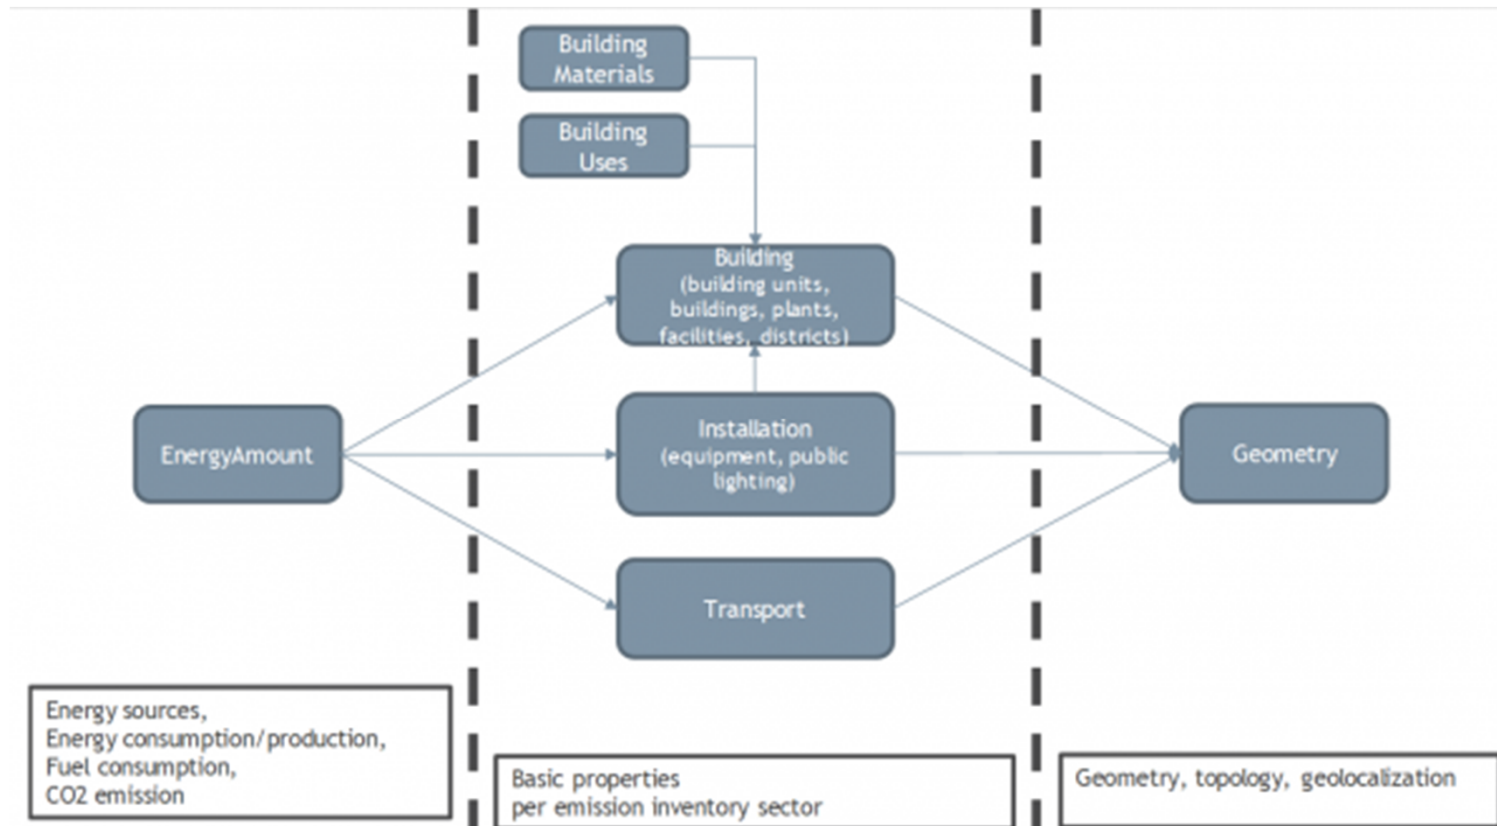 Building
Materials
Building
Uses
Building
(building units,
buildings, plants,
facilities, districts)
EnergyAmount
Installation
(equipment, public
lighting)
Geometry
Transport
Energy sources,
Energy consumption/production,
Fuel consumption,
CO2 emission
Basic properties
per emission inventory sector
Geometry, topology, geolocalization